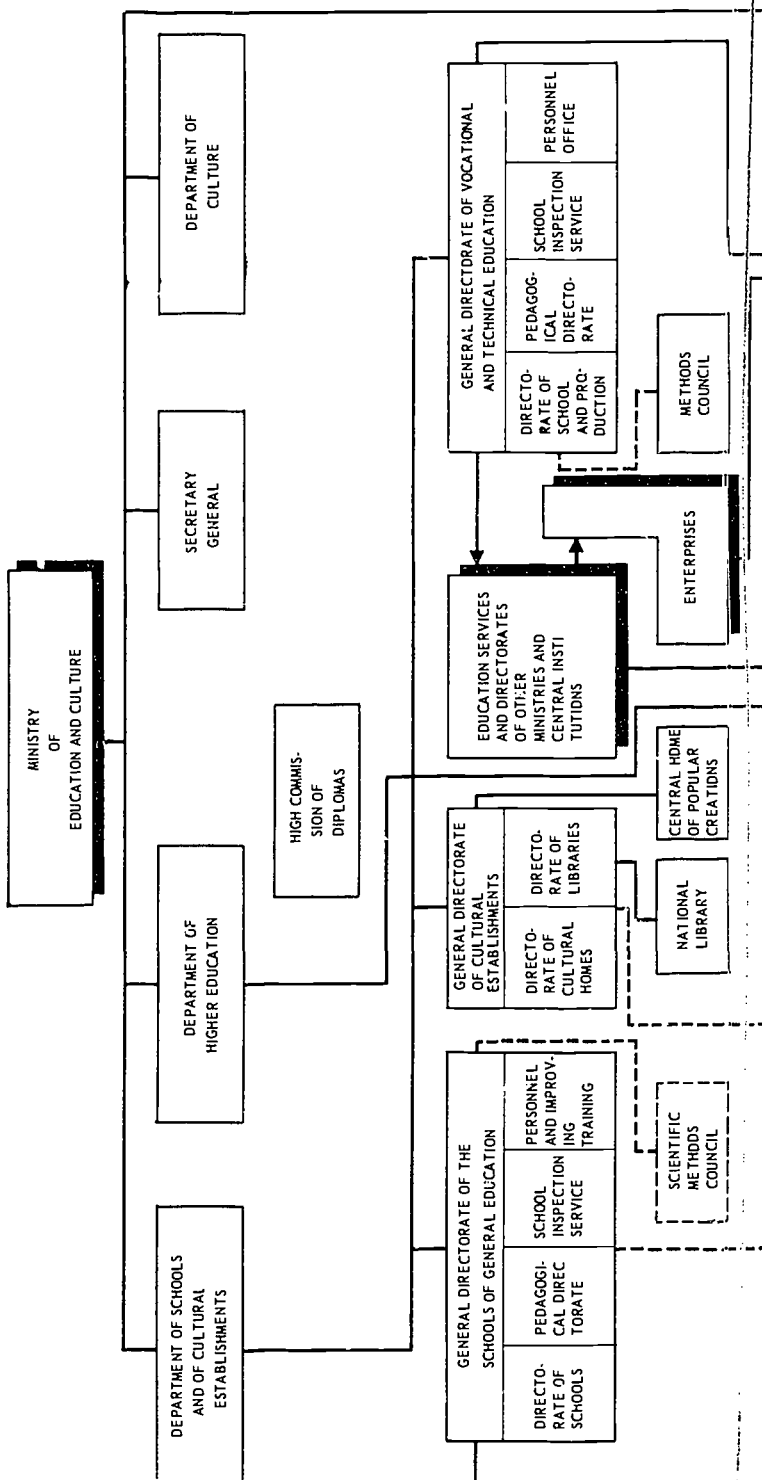 MINISTRY
OF
EDUCATION AND CULTURE
DEPARTMENT OF SCHOOLS
AND OF CULTURAL
ESTABLISHMENTS
DEPARTMENT OF
HIGHER EDUCATION
SECRETARY
GENERAL
DEPARTMENT OF
CULTURE
HIGH COMMIS-
SION OF
DIPLOMAS
GENERAL DIRECTORATE OF THE
SCHOOLS OF GENERAL EDUCATION
DIRECTO-
RATE OF
SCHOOLS
PEDAGOGI-
CAL DIREC
TORATE
SCHOOL
INSPECTION
SERVICE
PERSONNEL
AND IMPROV-
ING
TRAINING
GENERAL DIRECTORATE
OF CULTURAL
ESTABLISHMENTS
DIRECTO-
RATE OF
CULTURAL
HOMES
DIRECTO-
RATE OF
LIBRARIES
EDUCATION SERVICES
AND DIRECTORATES
OF OTHER
MINISTRIES AND
CENTRAL INSTI
TUTIONS
GENERAL DIRECTORATE OF VOCATIONAL
AND TECHNICAL EDUCATION
DIRECTO-
RATE OF
SCHOOL
AND PRO-
DUCTION
PEDAGOG-
ICAL
DIRECTO-
RATE
SCHOOL
INSPECTION
SERVICE
PERSONNEL
OFFICE
SCIENTIFIC
METHODS
COUNCIL
NATIONAL
LIBRARY
CENTRAL HOME
OF POPULAR
CREATIONS
ENTERPRISES
METHODS
COUNCIL